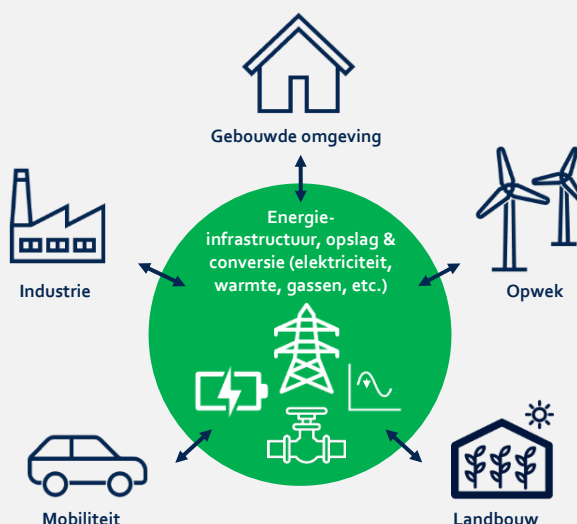 Gebouwde omgeving
Energie-
infrastructuur, opslag &
conversie (elektriciteit,
warmte, gassen, etc.)
Industrie
Opwek
Mobiliteit
Landbouw